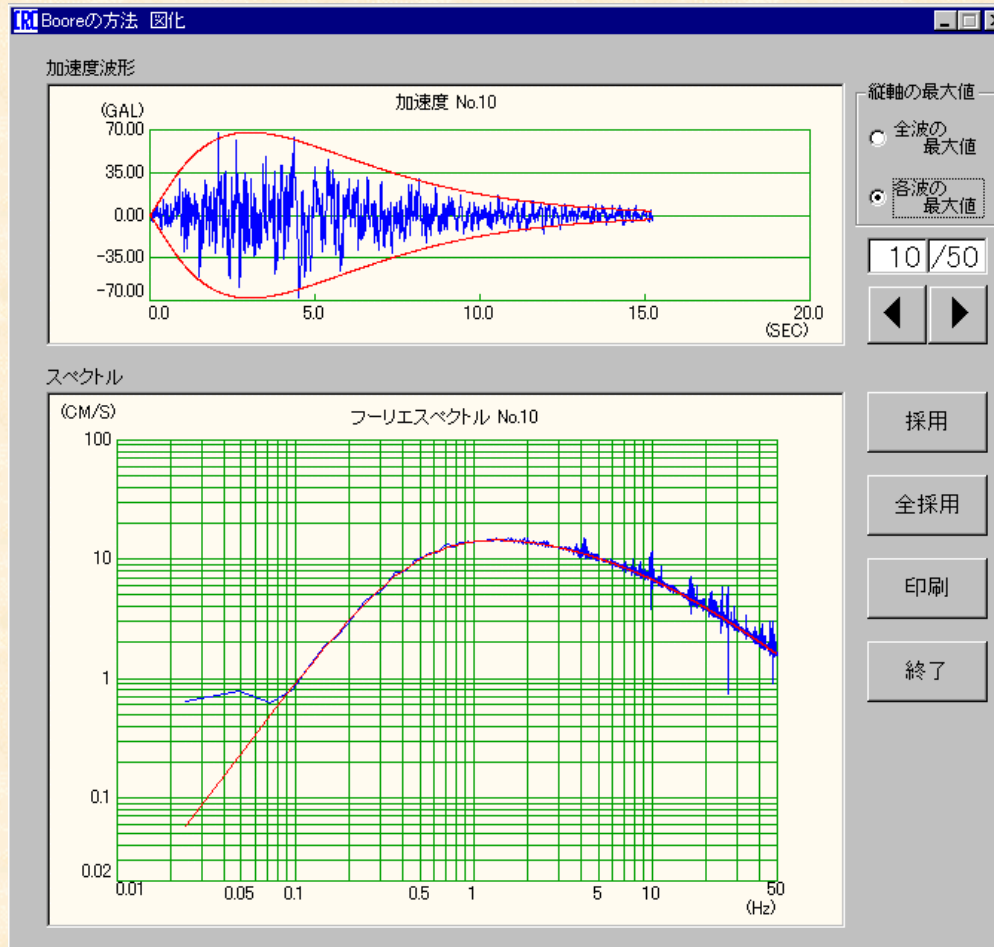 CRC Booreの方法 図化
加速度波形
加速度 No.10
(GAL)
70.00
35.00
0.00
-35.00
-70.00
0.0 5.0 10.0 15.0 20.0
(SEC)
縦軸の最大値
全波の
最大値
各波の
最大値
10 /50
スペクトル
(CM/S)
フーリエスペクトル No.10
100
10
1
0.1
0.02
0.01 0.05 0.1 0.5 1 5 10 50
(Hz)
採用
全採用
印刷
終了